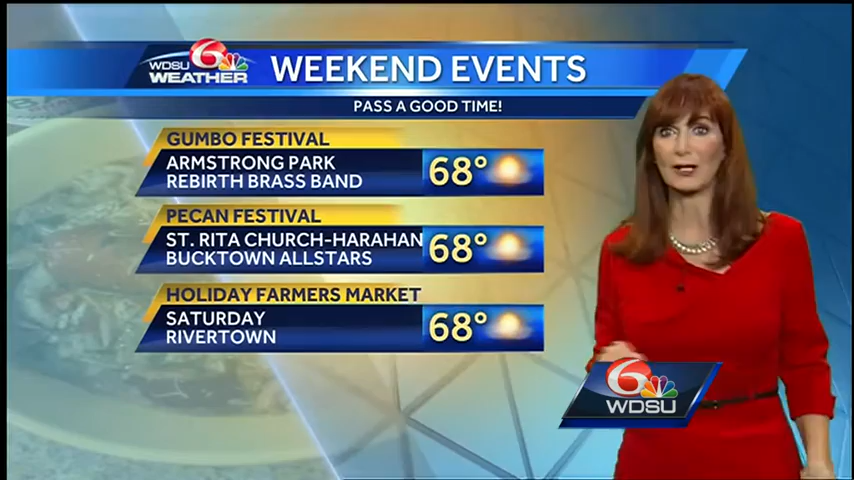 WDSU 6
WEATHER
WEEKEND EVENTS
PASS A GOOD TIME!
GUMBO FESTIVAL
ARMSTRONG PARK
REBIRTH BRASS BAND
68°
PECAN FESTIVAL
ST. RITA CHURCH-HARAHAN
BUCKTOWN ALLSTARS
68°
HOLIDAY FARMERS MARKET
SATURDAY
RIVERTOWN
68°
6
WDSU